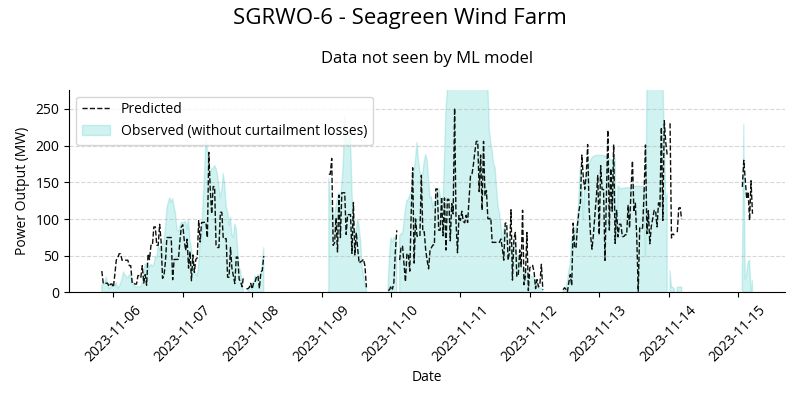 SGRWO-6 - Seagreen Wind Farm
Data not seen by ML model
Predicted
Observed (without curtailment losses)
Power Output (MW)
250
200
150
100
50
0
2023-11-06
2023-11-07
2023-11-08
2023-11-09
2023-11-10
2023-11-11
2023-11-12
2023-11-13
2023-11-14
2023-11-15
Date